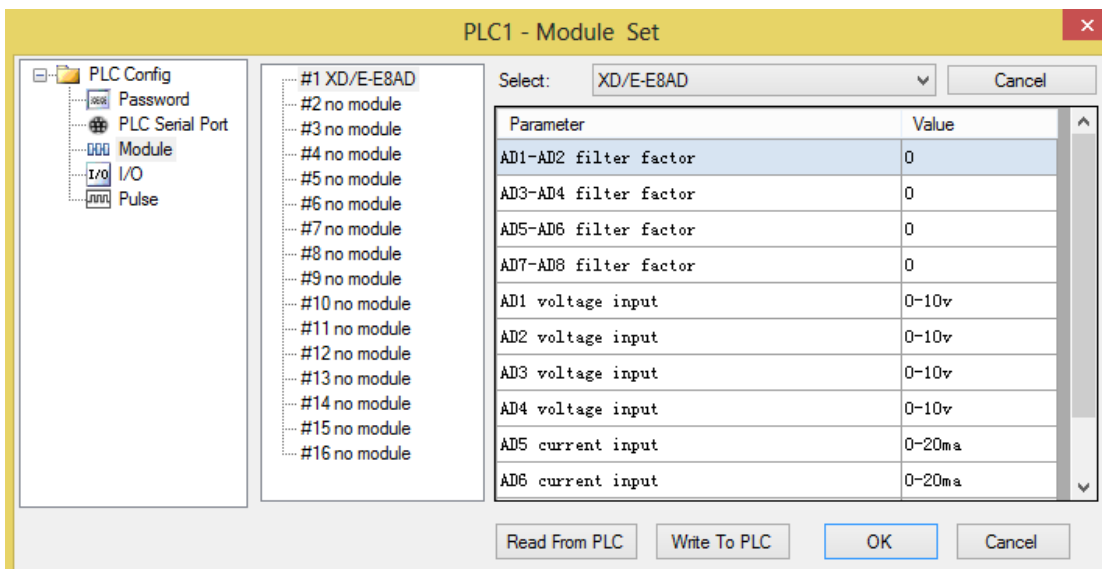 PLC1 - Module Set
PLC Config
Password
PLC Serial Port
Module
I/O I/O
Pulse
#1 XD/E-E8AD
#2 no module
#3 no module
#4 no module
#5 no module
#6 no module
#7 no module
#8 no module
#9 no module
#10 no module
#11 no module
#12 no module
#13 no module
#14 no module
#15 no module
#16 no module
Select: XD/E-E8AD Cancel
Parameter Value
AD1-AD2 filter factor 0
AD3-AD4 filter factor 0
AD5-AD6 filter factor 0
AD7-AD8 filter factor 0
AD1 voltage input 0-10v
AD2 voltage input 0-10v
AD3 voltage input 0-10v
AD4 voltage input 0-10v
AD5 current input 0-20ma
AD6 current input 0-20ma
Read From PLC Write To PLC OK Cancel